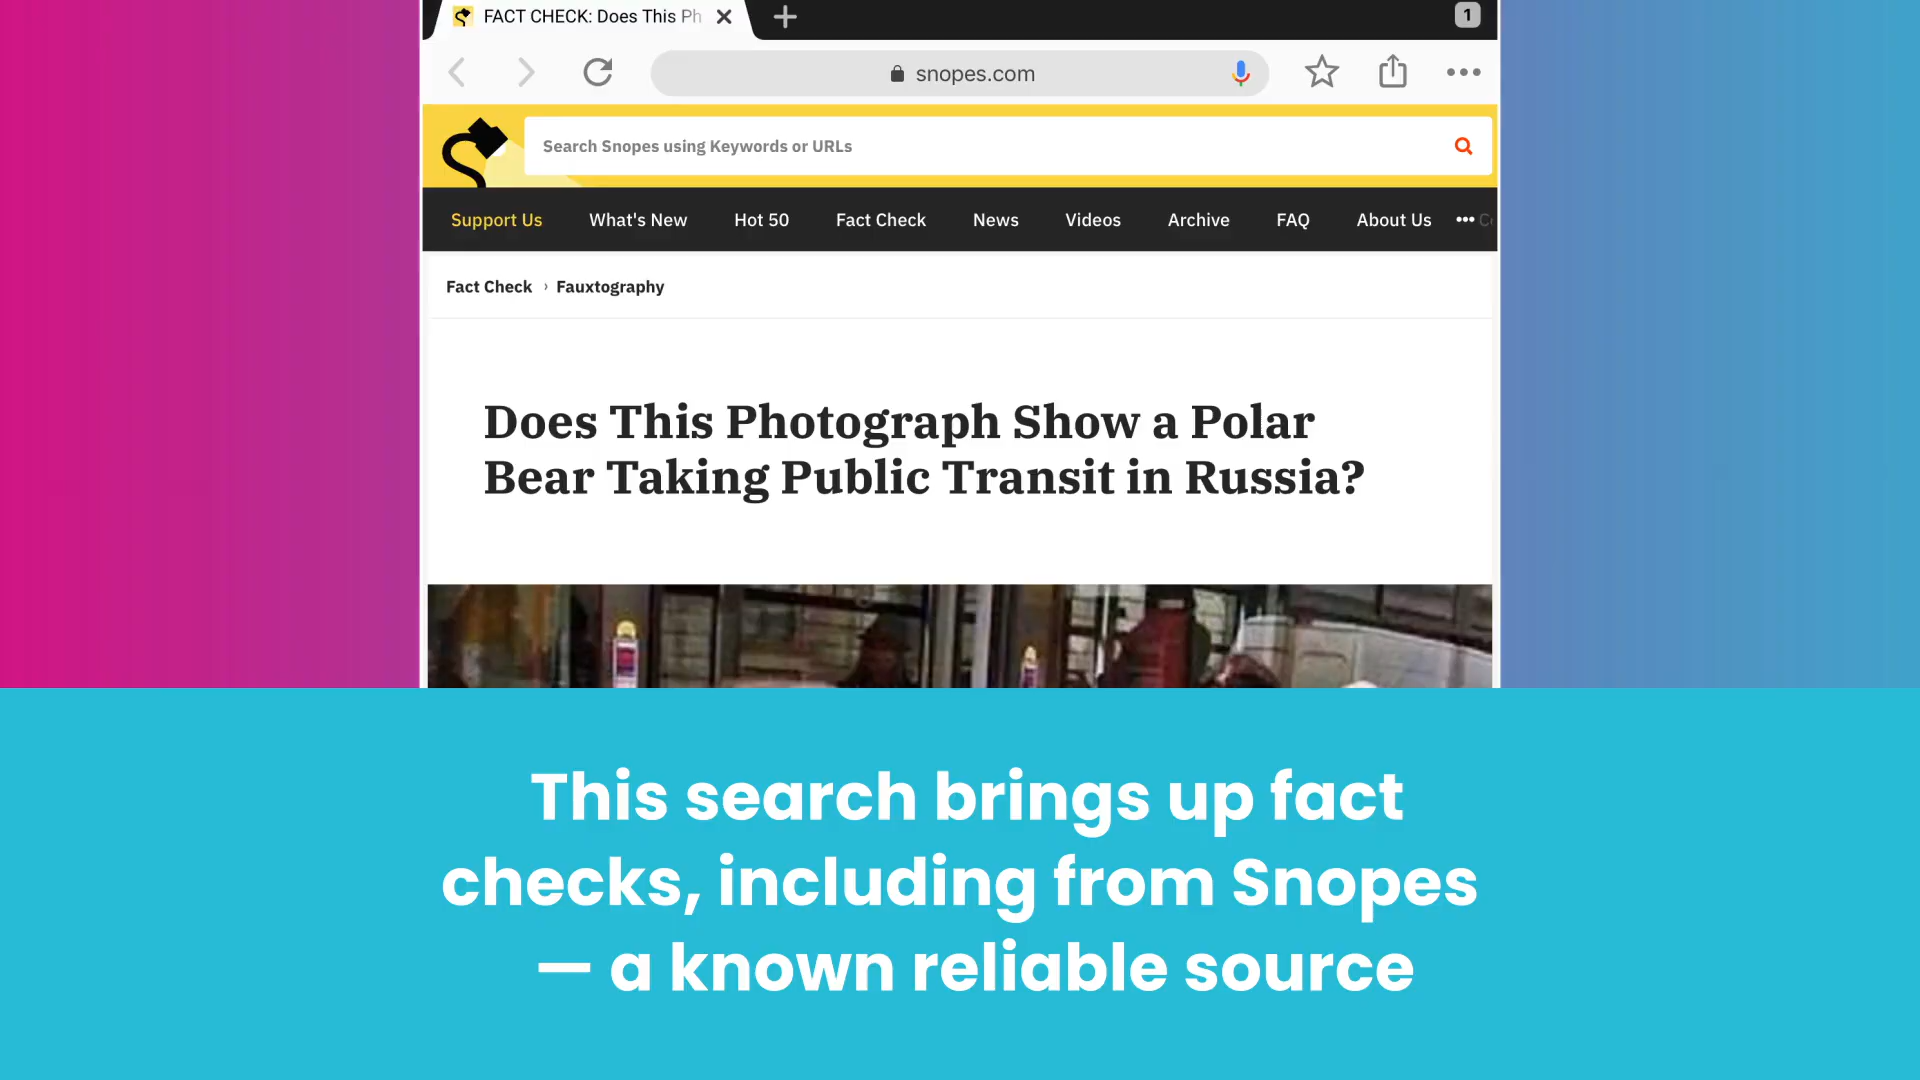 FACT CHECK: Does This Ph
1
snopes.com
Search Snopes using Keywords or URLs
Support Us What's New Hot 50 Fact Check News Videos Archive FAQ About Us ••• C
Fact Check › Fauxtography
Does This Photograph Show a Polar
Bear Taking Public Transit in Russia?
This search brings up fact
checks, including from Snopes
— a known reliable source